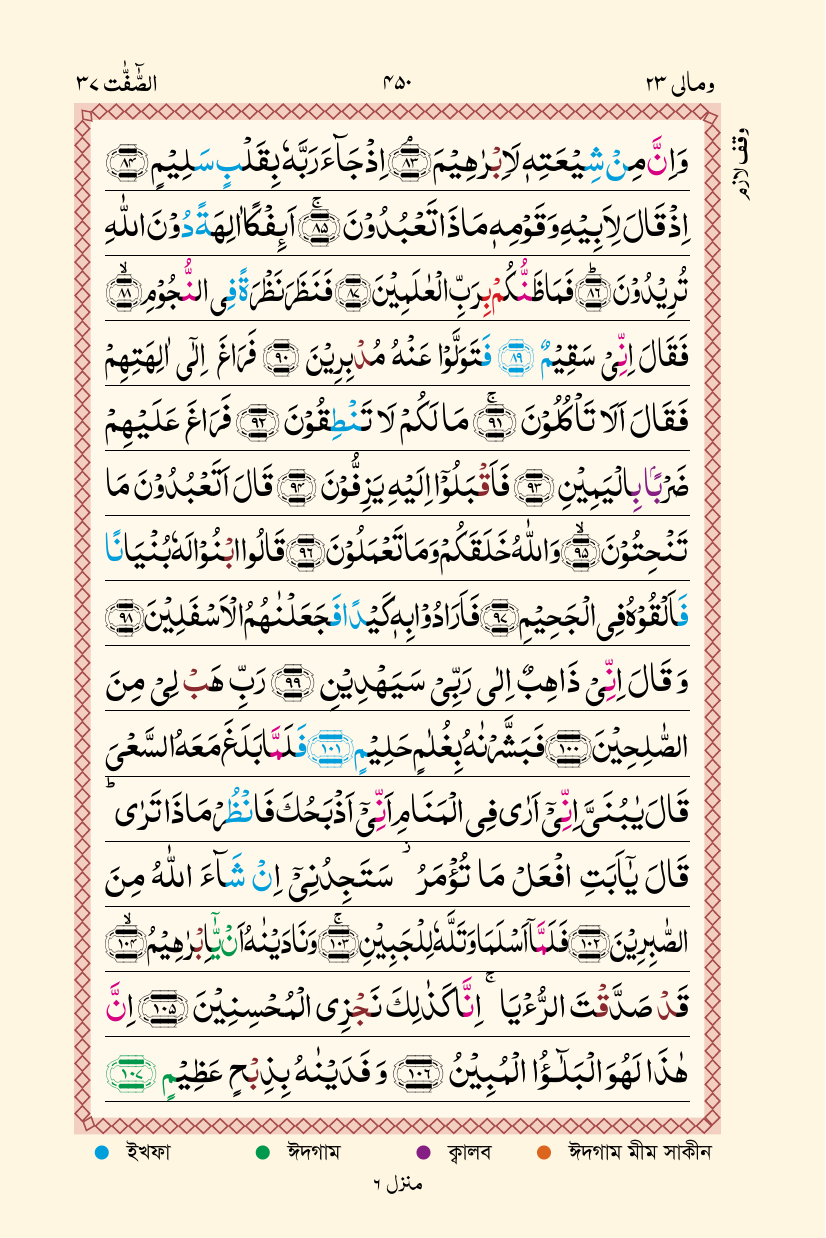 ومالی ٢٣ ۴۵۰ الصّٰٓفّٰت ٣٧
وقف لازم
وَاِنَّ مِنْ شِيْعَتِهٖ لَاِبْرٰهِيْمَ ۘ﴿٨٣﴾ اِذْ جَآءَ رَبَّهٗ بِقَلْبٍ سَلِيْمٍ ﴿٨٤﴾
اِذْ قَالَ لِاَبِيْهِ وَقَوْمِهٖ مَاذَا تَعْبُدُوْنَ ۚ﴿٨٥﴾ اَئِفْكًا اٰلِهَةً دُوْنَ اللّٰهِ
تُرِيْدُوْنَ ؕ﴿٨٦﴾ فَمَا ظَنُّكُمْ بِرَبِّ الْعٰلَمِيْنَ ﴿٨٧﴾ فَنَظَرَ نَظْرَةً فِى النُّجُوْمِ ۙ﴿٨٨﴾
فَقَالَ اِنِّىْ سَقِيْمٌ ﴿٨٩﴾ فَتَوَلَّوْا عَنْهُ مُدْبِرِيْنَ ﴿٩٠﴾ فَرَاغَ اِلٰٓى اٰلِهَتِهِمْ
فَقَالَ اَلَا تَاْكُلُوْنَ ۚ﴿٩١﴾ مَا لَكُمْ لَا تَنْطِقُوْنَ ﴿٩٢﴾ فَرَاغَ عَلَيْهِمْ
ضَرْبًۢا بِالْيَمِيْنِ ﴿٩٣﴾ فَاَقْبَلُوْٓا اِلَيْهِ يَزِفُّوْنَ ﴿٩٤﴾ قَالَ اَتَعْبُدُوْنَ مَا
تَنْحِتُوْنَ ۙ﴿٩٥﴾ وَاللّٰهُ خَلَقَكُمْ وَمَا تَعْمَلُوْنَ ﴿٩٦﴾ قَالُوا ابْنُوْا لَهٗ بُنْيَانًا
فَاَلْقُوْهُ فِى الْجَحِيْمِ ﴿٩٧﴾ فَاَرَادُوْا بِهٖ كَيْدًا فَجَعَلْنٰهُمُ الْاَسْفَلِيْنَ ﴿٩٨﴾
وَقَالَ اِنِّىْ ذَاهِبٌ اِلٰى رَبِّىْ سَيَهْدِيْنِ ﴿٩٩﴾ رَبِّ هَبْ لِىْ مِنَ
الصّٰلِحِيْنَ ﴿١٠٠﴾ فَبَشَّرْنٰهُ بِغُلٰمٍ حَلِيْمٍ ﴿١٠١﴾ فَلَمَّا بَلَغَ مَعَهُ السَّعْىَ
قَالَ يٰبُنَىَّ اِنِّىْٓ اَرٰى فِى الْمَنَامِ اَنِّىْٓ اَذْبَحُكَ فَانْظُرْ مَاذَا تَرٰى ؕ
قَالَ يٰٓاَبَتِ افْعَلْ مَا تُؤْمَرُ ۫ سَتَجِدُنِىْٓ اِنْ شَآءَ اللّٰهُ مِنَ
الصّٰبِرِيْنَ ﴿١٠٢﴾ فَلَمَّآ اَسْلَمَا وَتَلَّهٗ لِلْجَبِيْنِ ۚ﴿١٠٣﴾ وَنَادَيْنٰهُ اَنْ يّٰٓاِبْرٰهِيْمُ ۙ﴿١٠٤﴾
قَدْ صَدَّقْتَ الرُّءْيَا ۚ اِنَّا كَذٰلِكَ نَجْزِى الْمُحْسِنِيْنَ ﴿١٠٥﴾ اِنَّ
هٰذَا لَهُوَ الْبَلٰٓـؤُا الْمُبِيْنُ ﴿١٠٦﴾ وَفَدَيْنٰهُ بِذِبْحٍ عَظِيْمٍ ﴿١٠٧﴾
ইখফা ঈদগাম ক্বালব ঈদগাম মীম সাকীন
منزل ٦